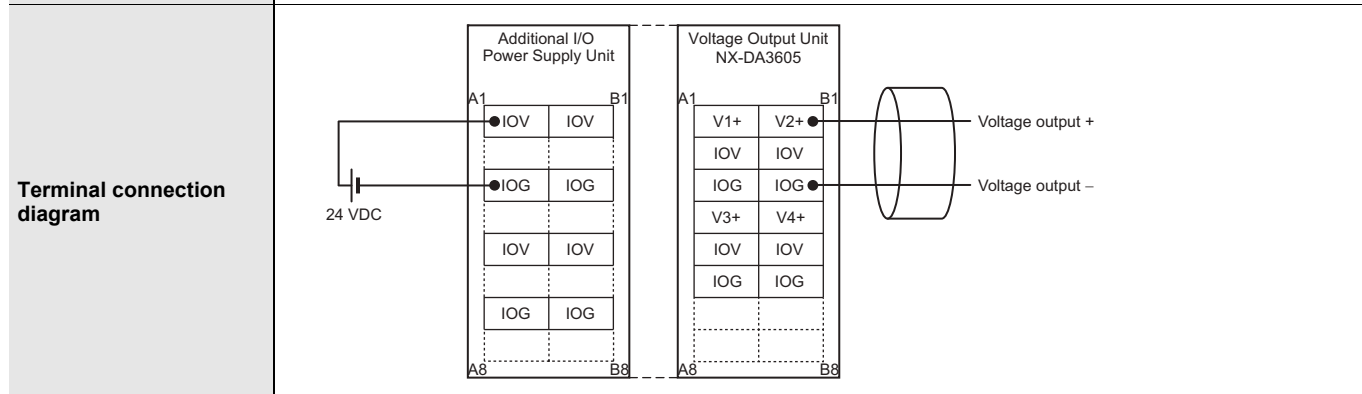 Terminal connection
diagram
24 VDC
Additional I/O
Power Supply Unit
A1 B1
IOV IOV
IOG IOG
IOV IOV
IOG IOG
A8 B8
Voltage Output Unit
NX-DA3605
A1 B1
V1+ V2+
IOV IOV
IOG IOG
V3+ V4+
IOV IOV
IOG IOG
A8 B8
Voltage output +
Voltage output −